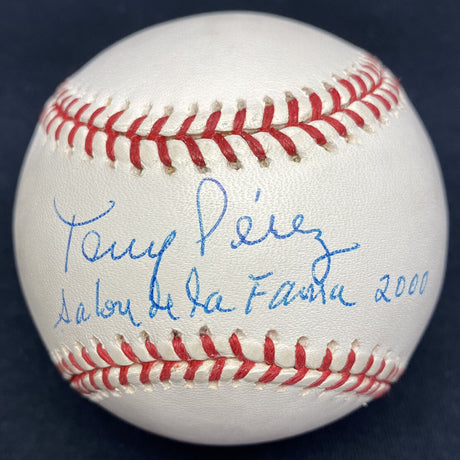 Tony Pérez
Salon de la Fama 2000